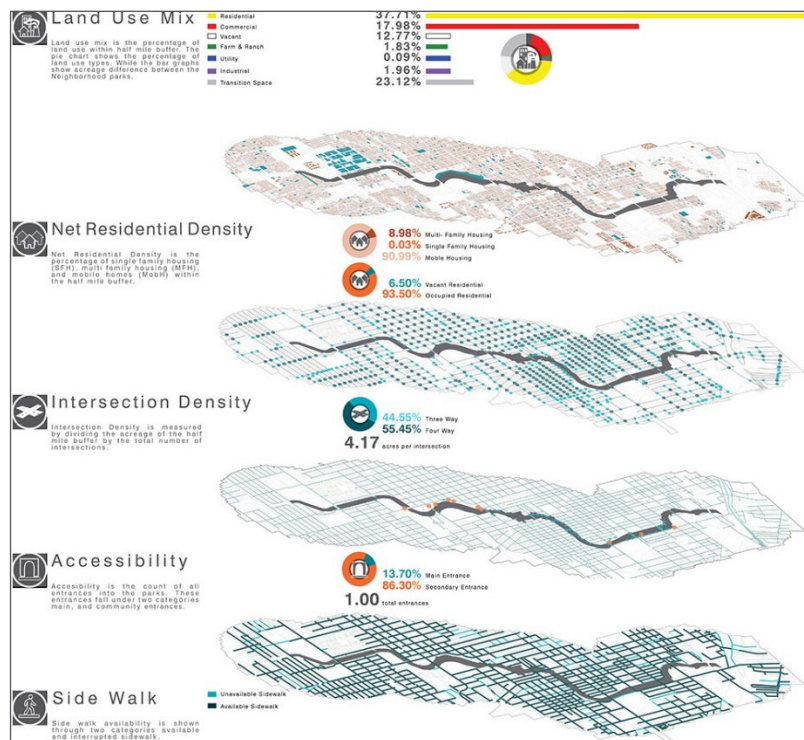 Land Use Mix
Land use mix is the percentage of
land use within half mile buffer. The
pie chart shows the percentage of
land use types. While the bar graphs
show acreage difference between the
Neighborhood parks.
Residential 37.71%
Commercial 17.98%
Vacant 12.77%
Farm & Ranch 1.83%
Utility 0.09%
Industrial 1.96%
Transition Space 23.12%
Net Residential Density
Net Residential Density is the
percentage of single family housing
(SFH), multi family housing (MFH),
and mobile homes (MobH) within
the half mile buffer.
8.98% Multi- Family Housing
0.03% Single Family Housing
90.99% Moble Housing
6.50% Vacant Residential
93.50% Occupied Residential
Intersection Density
Intersection Density is measured
by dividing the acreage of the half
mile buffer by the total number of
intersections.
44.55% Three Way
55.45% Four Way
4.17 acres per intersection
Accessibility
Accesibility is the count of all
entrances into the parks. These
entrances fall under two categories
main, and community entrances.
13.70% Main Entrance
86.30% Secondary Entrance
1.00 total entrances
Side Walk
Side walk availability is shown
through two categories available
and interrupted sidewalk.
Unavailable Sidewalk
Available Sidewalk